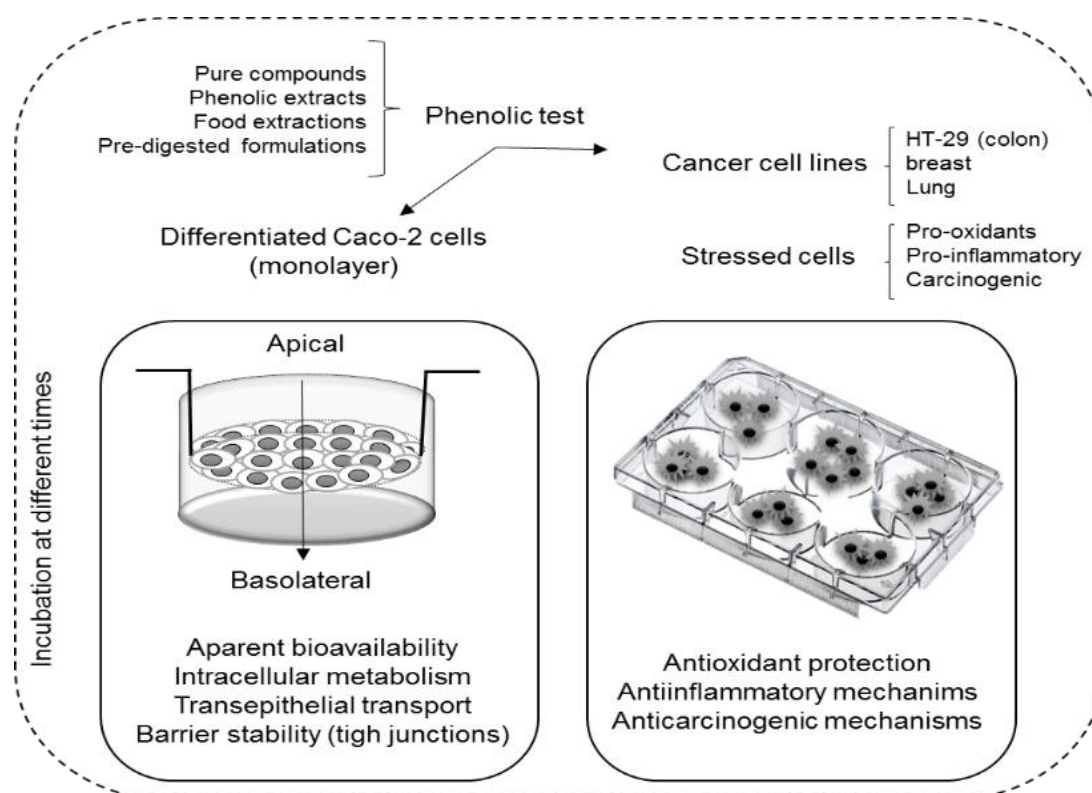 Pure compounds
Phenolic extracts
Food extractions
Pre-digested formulations
Phenolic test
Cancer cell lines
HT-29 (colon)
breast
Lung
Differentiated Caco-2 cells
(monolayer)
Stressed cells
Pro-oxidants
Pro-inflammatory
Carcinogenic
Incubation at different times
Apical
Basolateral
Aparent bioavailability
Intracellular metabolism
Transepithelial transport
Barrier stability (tigh junctions)
Antioxidant protection
Antiinflammatory mechanims
Anticarcinogenic mechanisms